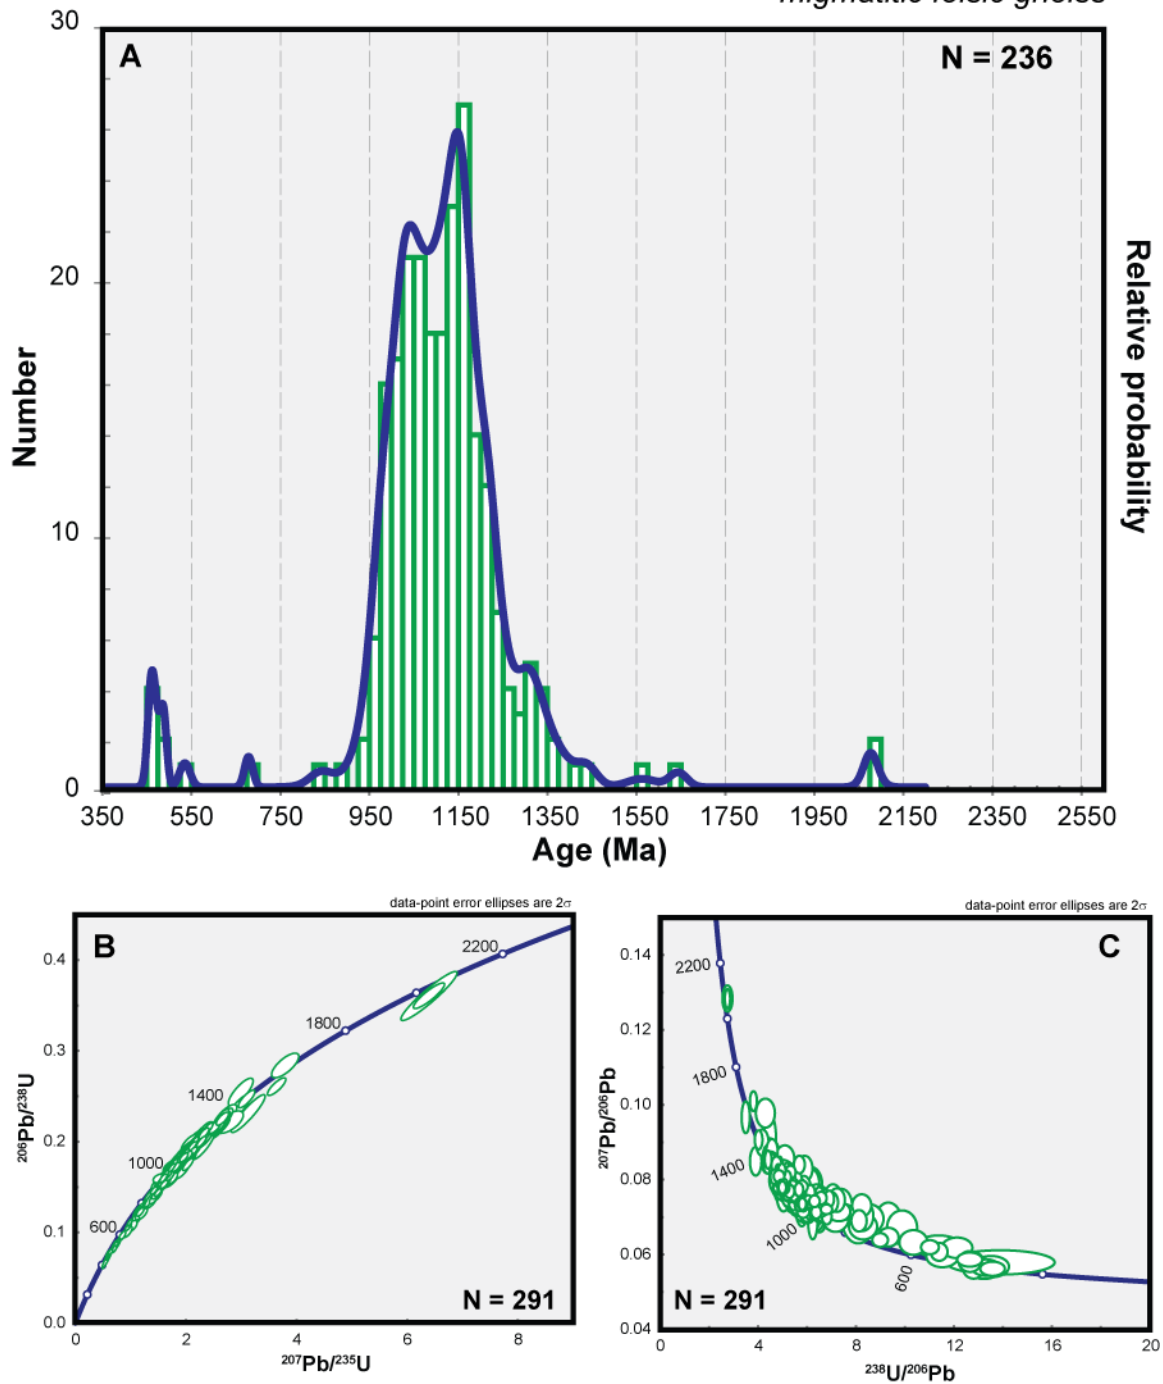 migmatitic felsic gneiss
A
N = 236
30
20
10
0
Number
Relative probability
350 550 750 950 1150 1350 1550 1750 1950 2150 2350 2550
Age (Ma)
data-point error ellipses are 2σ
B
2200
1800
1400
1000
600
0.4
0.3
0.2
0.1
0.0
²⁰⁶Pb/²³⁸U
N = 291
0 2 4 6 8
²⁰⁷Pb/²³⁵U
data-point error ellipses are 2σ
C
2200
1800
1400
1000
600
0.14
0.12
0.10
0.08
0.06
0.04
²⁰⁷Pb/²⁰⁶Pb
N = 291
0 4 8 12 16 20
²³⁸U/²⁰⁶Pb